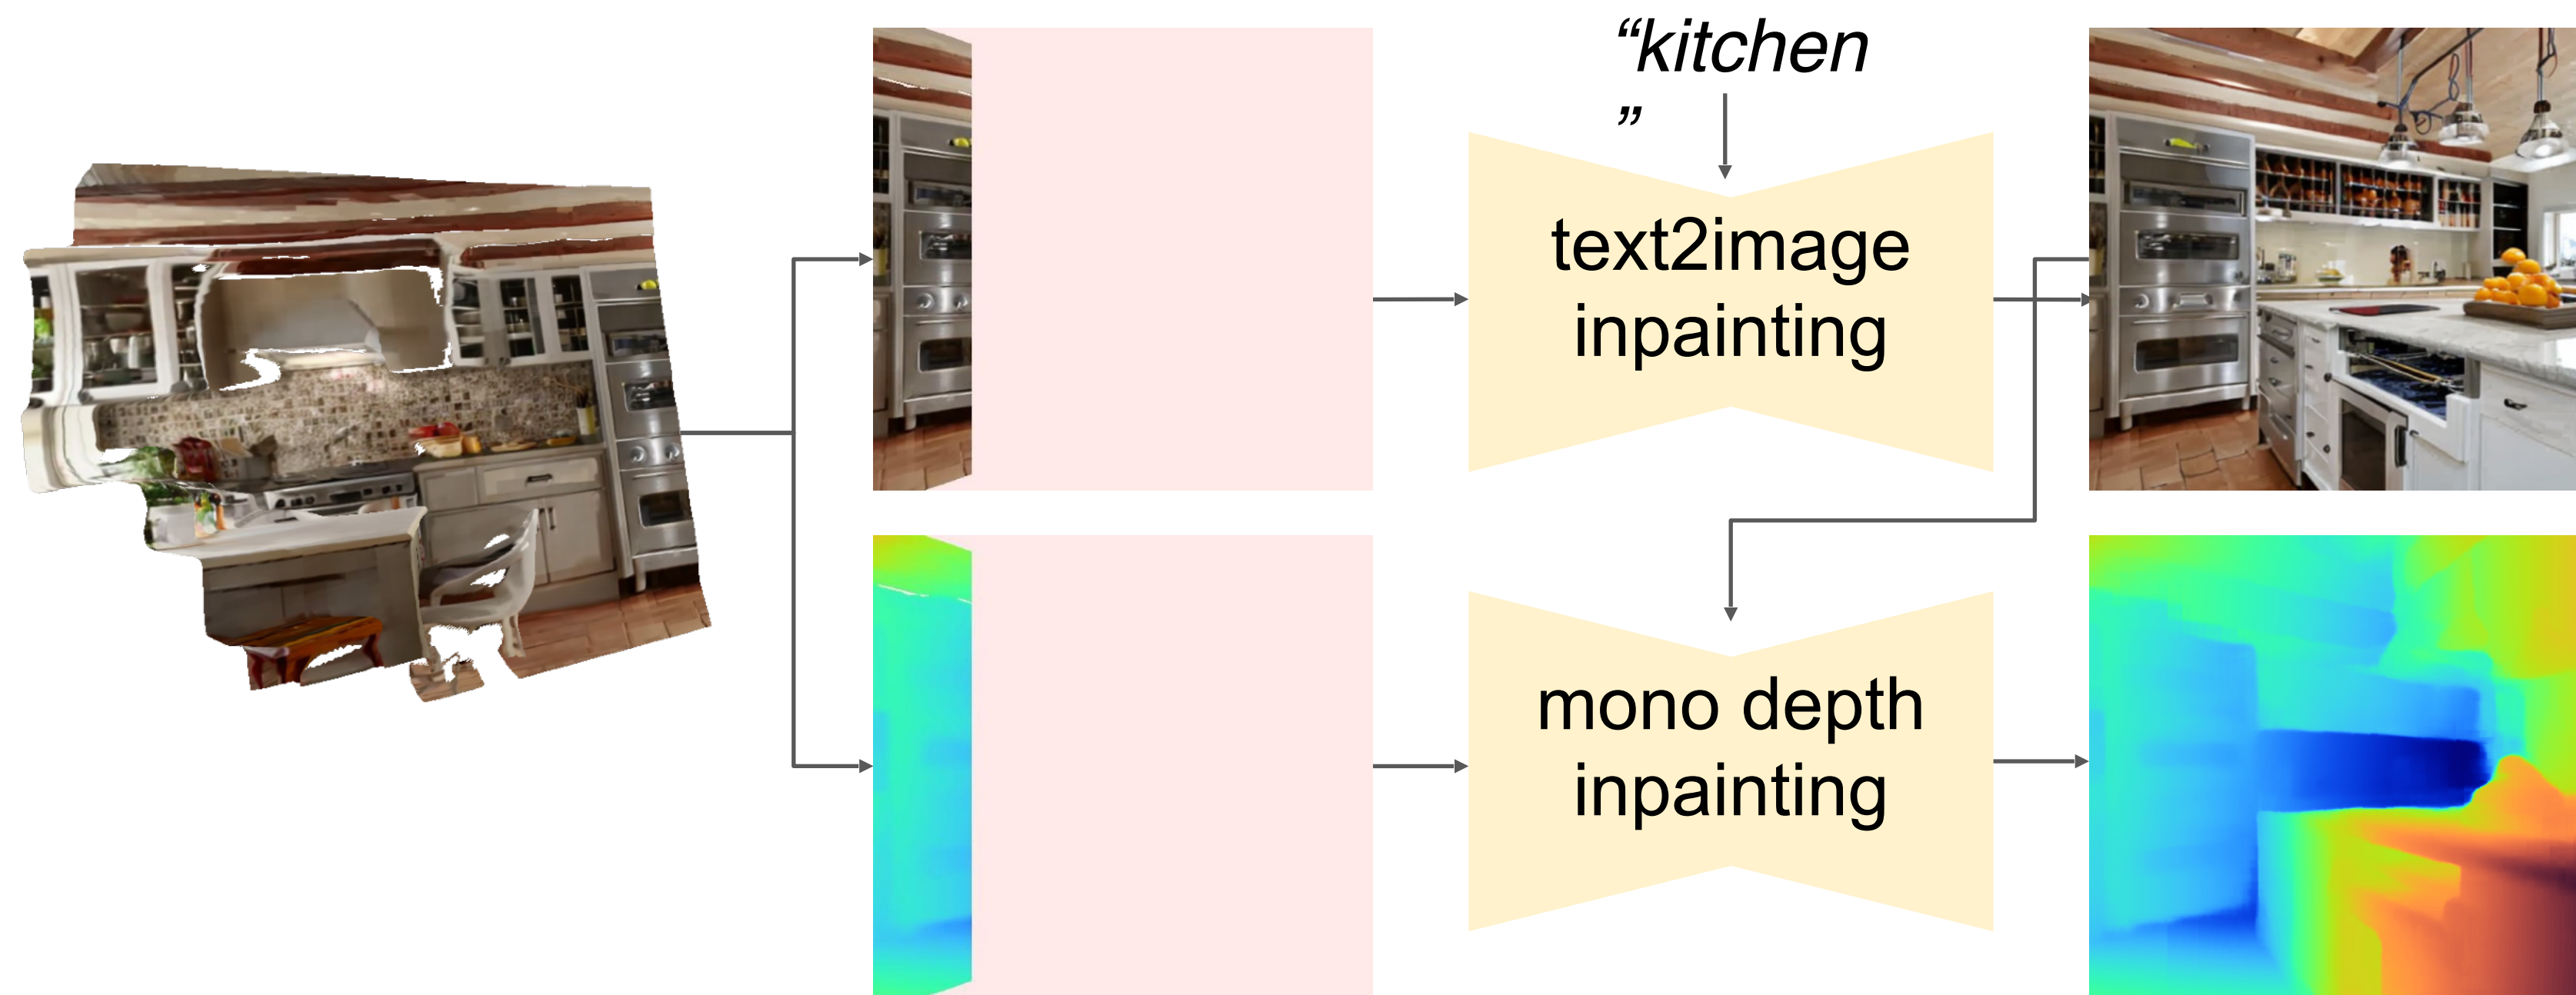 “kitchen
”
text2image
inpainting
mono depth
inpainting